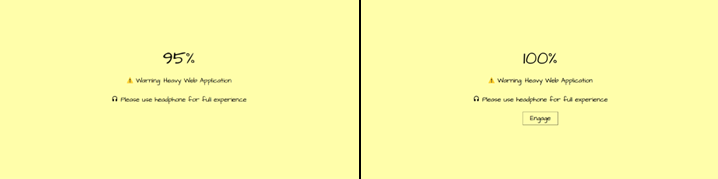 95%
⚠️ Warning: Heavy Web Application
🎧 Please use headphone for full experience
100%
⚠️ Warning: Heavy Web Application
🎧 Please use headphone for full experience
Engage